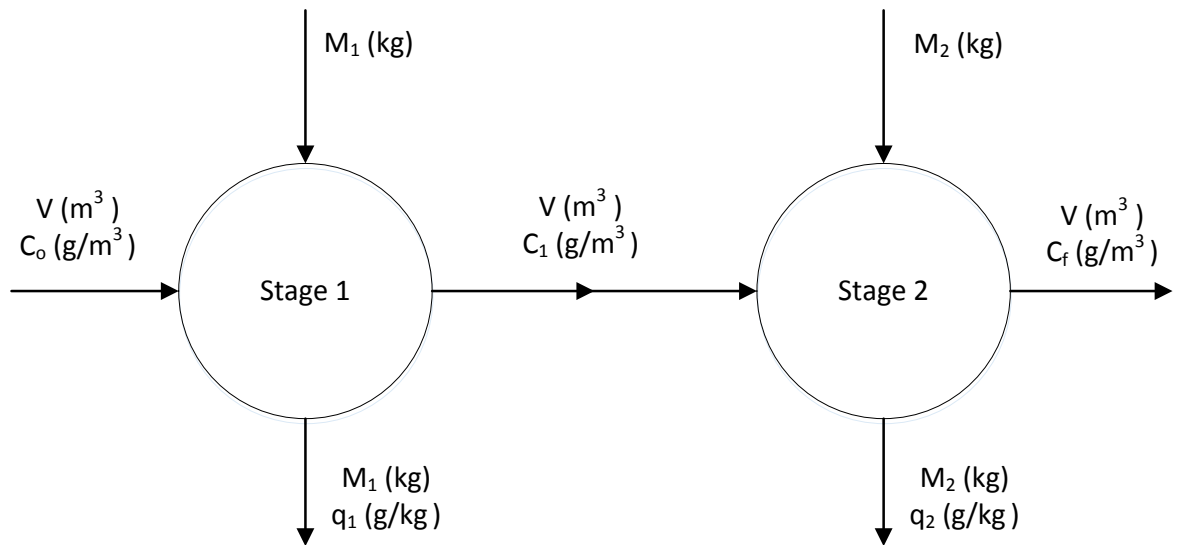 M₁ (kg)
M₂ (kg)
V (m³ )
Cₒ (g/m³ )
Stage 1
V (m³ )
C₁ (g/m³ )
Stage 2
V (m³ )
C_f (g/m³ )
M₁ (kg)
q₁ (g/kg )
M₂ (kg)
q₂ (g/kg )